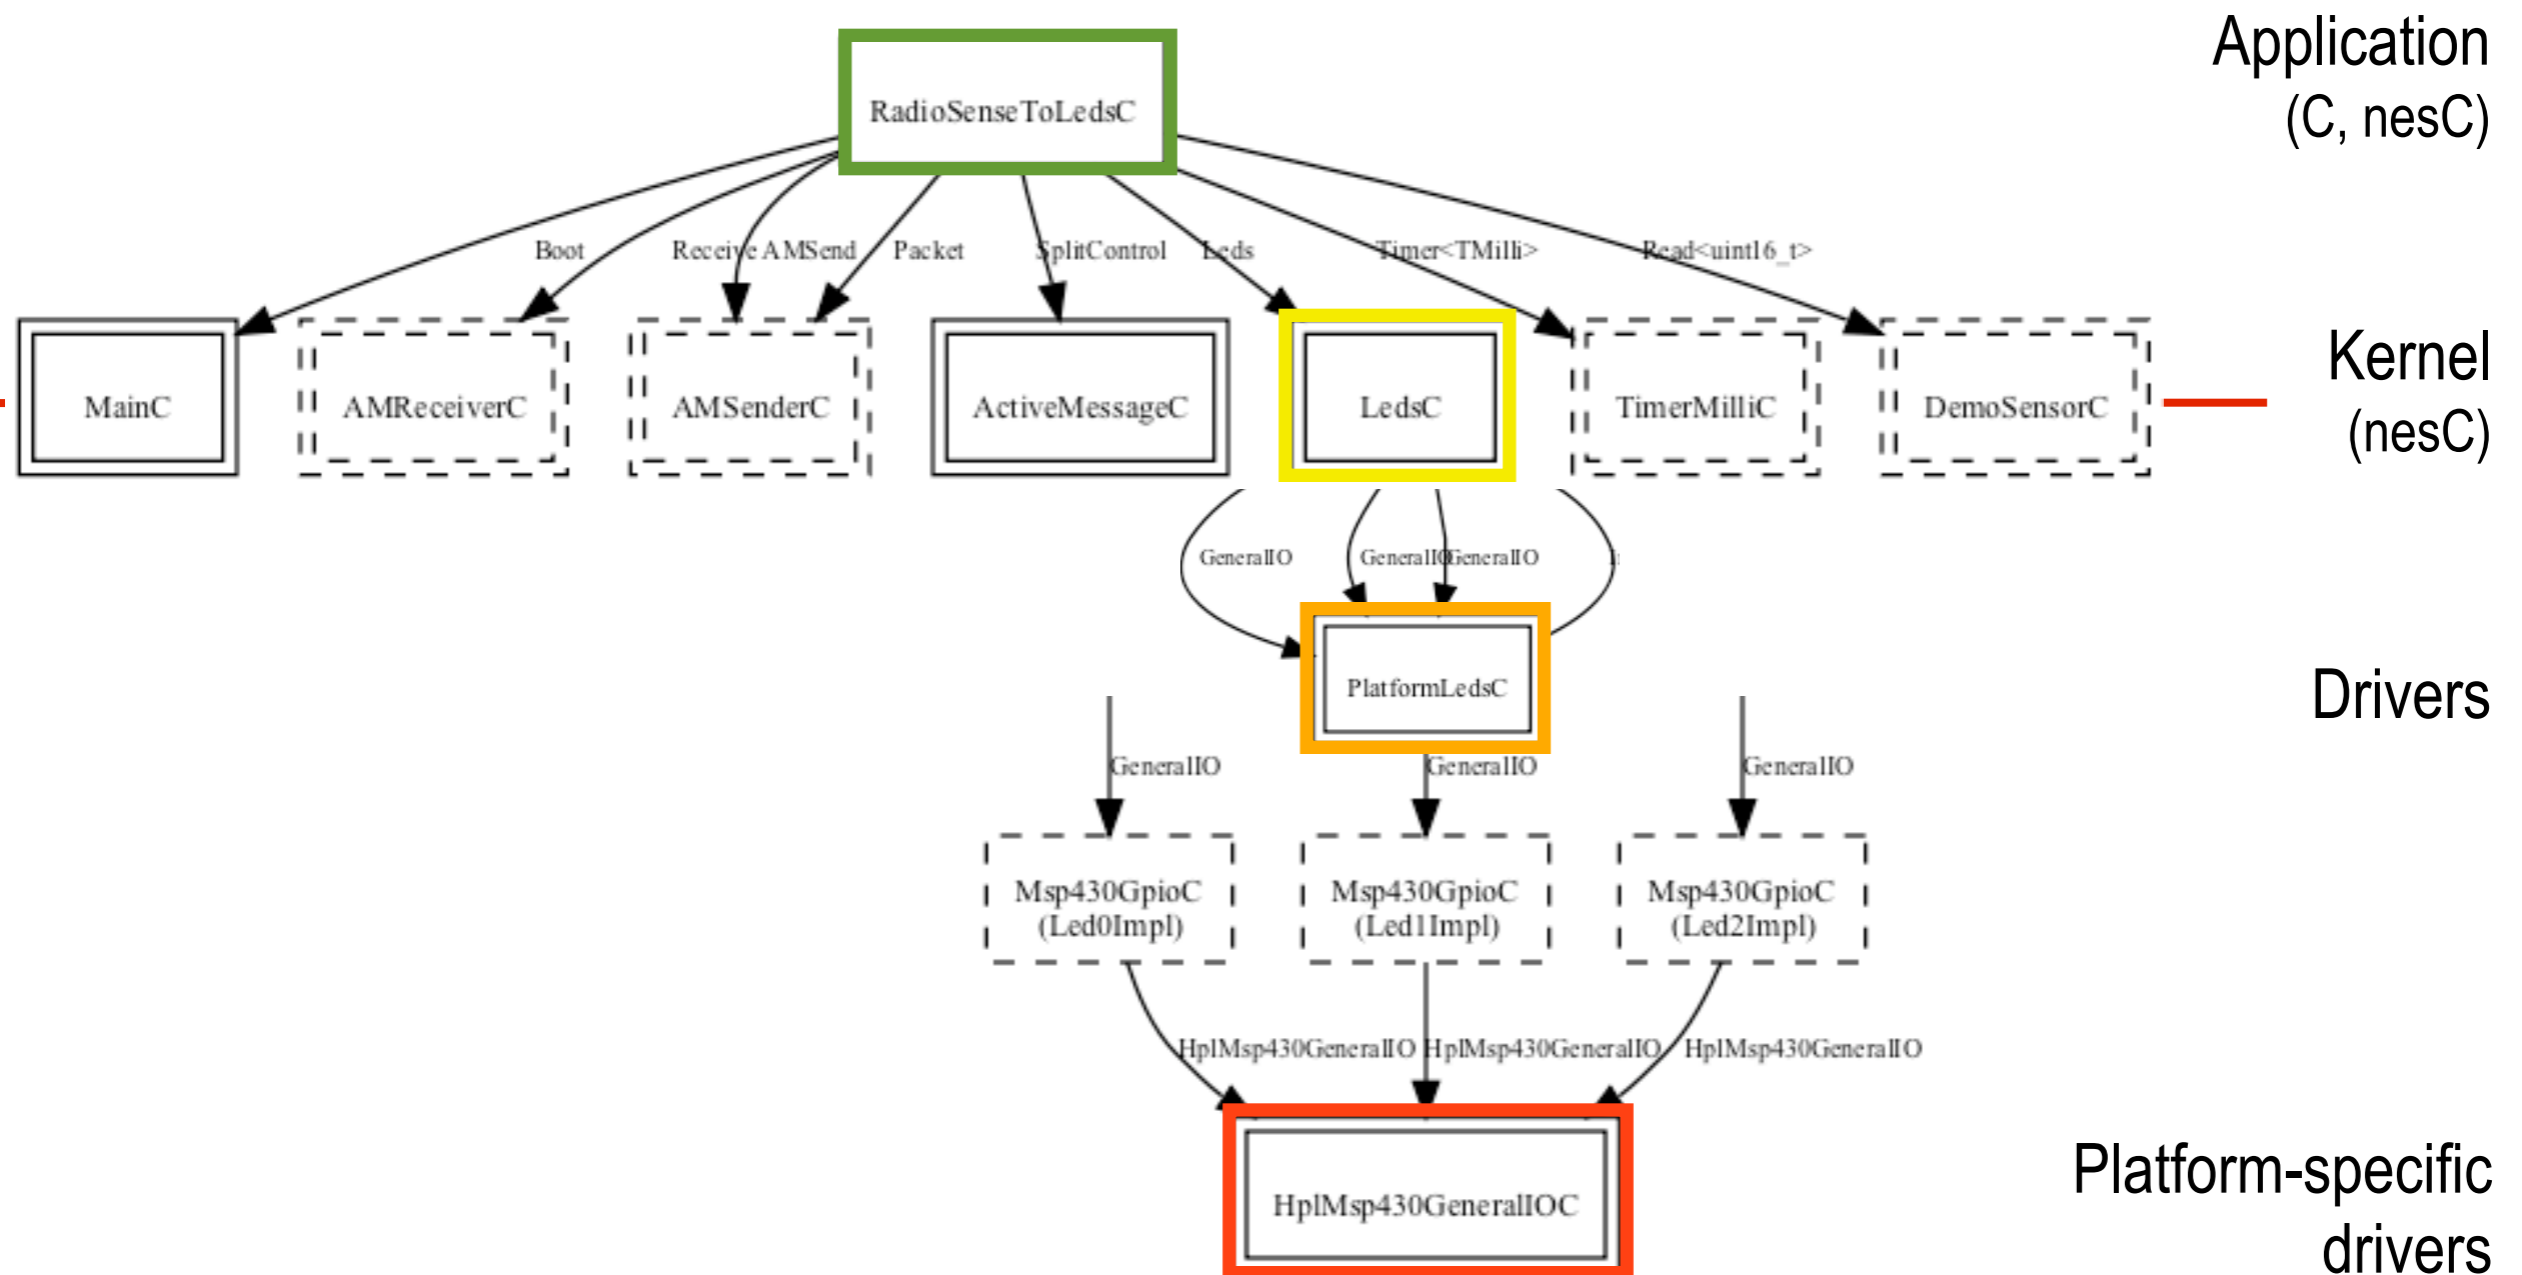 Application
(C, nesC)
RadioSenseToLedsC
Boot
Receive
AMSend
Packet
SplitControl
Leds
Timer<TMilli>
Read<uint16_t>
MainC
AMReceiverC
AMSenderC
ActiveMessageC
LedsC
TimerMilliC
DemoSensorC
Kernel
(nesC)
GeneralIO
GeneralIO
GeneralIO
PlatformLedsC
Drivers
GeneralIO
GeneralIO
GeneralIO
Msp430GpioC
(Led0Impl)
Msp430GpioC
(Led1Impl)
Msp430GpioC
(Led2Impl)
HplMsp430GeneralIO
HplMsp430GeneralIO
HplMsp430GeneralIO
HplMsp430GeneralIOC
Platform-specific
drivers